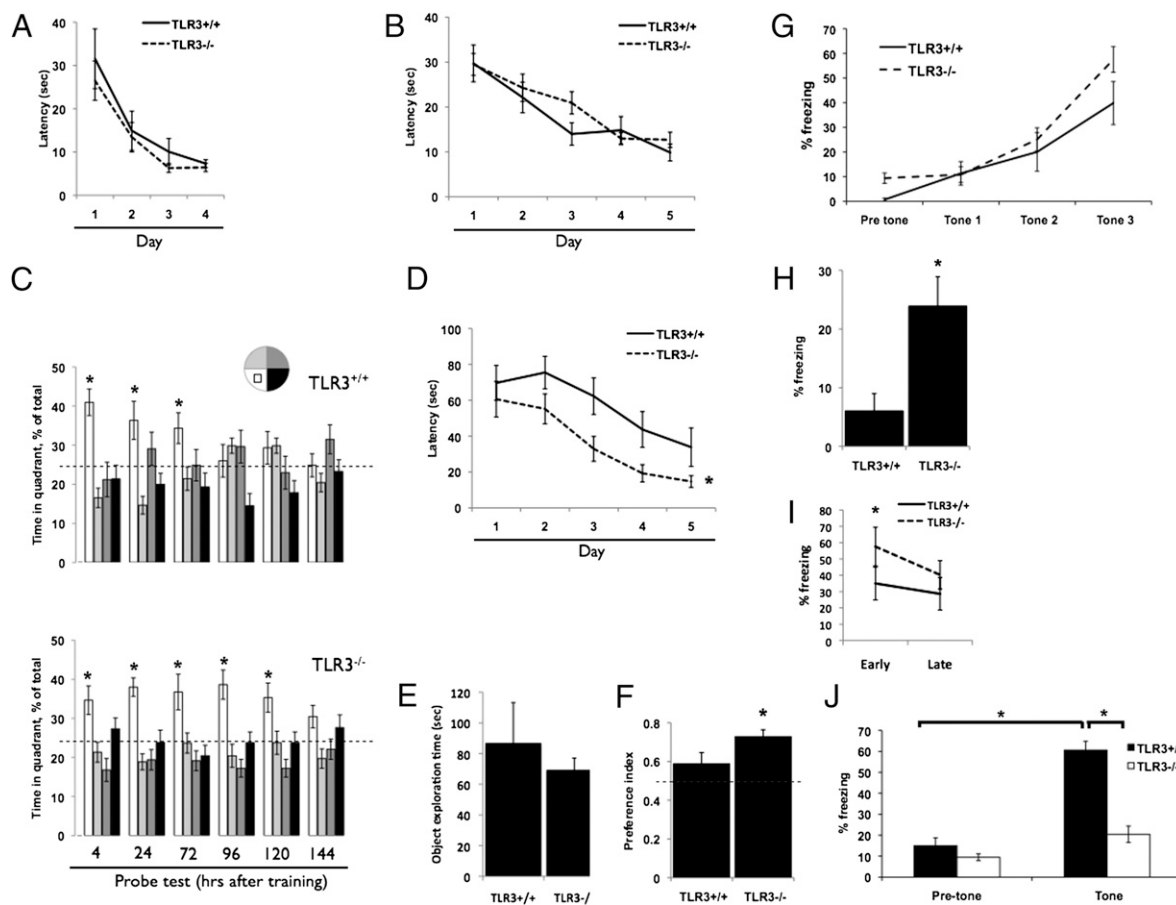 A
Latency (sec)
40
30
20
10
0
TLR3+/+
TLR3-/-
1 2 3 4
Day
B
Latency (sec)
40
30
20
10
0
TLR3+/+
TLR3-/-
1 2 3 4 5
Day
C
Time in quadrant, % of total
50
40
30
20
10
0
TLR3+/+
* * *
Time in quadrant, % of total
50
40
30
20
10
0
TLR3-/-
* * * * *
4 24 72 96 120 144
Probe test (hrs after training)
D
Latency (sec)
100
80
60
40
20
0
TLR3+/+
TLR3-/-
*
1 2 3 4 5
Day
E
Object exploration time (sec)
120
100
80
60
40
20
0
TLR3+/+ TLR3-/
F
Preference index
0.8
0.6
0.4
0.2
0
*
TLR3+/+ TLR3-/-
G
% freezing
70
60
50
40
30
20
10
0
TLR3+/+
TLR3-/-
Pre tone Tone 1 Tone 2 Tone 3
H
% freezing
30
20
10
0
*
TLR3+/+ TLR3-/-
I
% freezing
80
70
60
50
40
30
20
10
0
*
TLR3+/+
TLR3-/-
Early Late
J
% freezing
70
60
50
40
30
20
10
0
* *
TLR3+/
TLR3-/
Pre-tone Tone